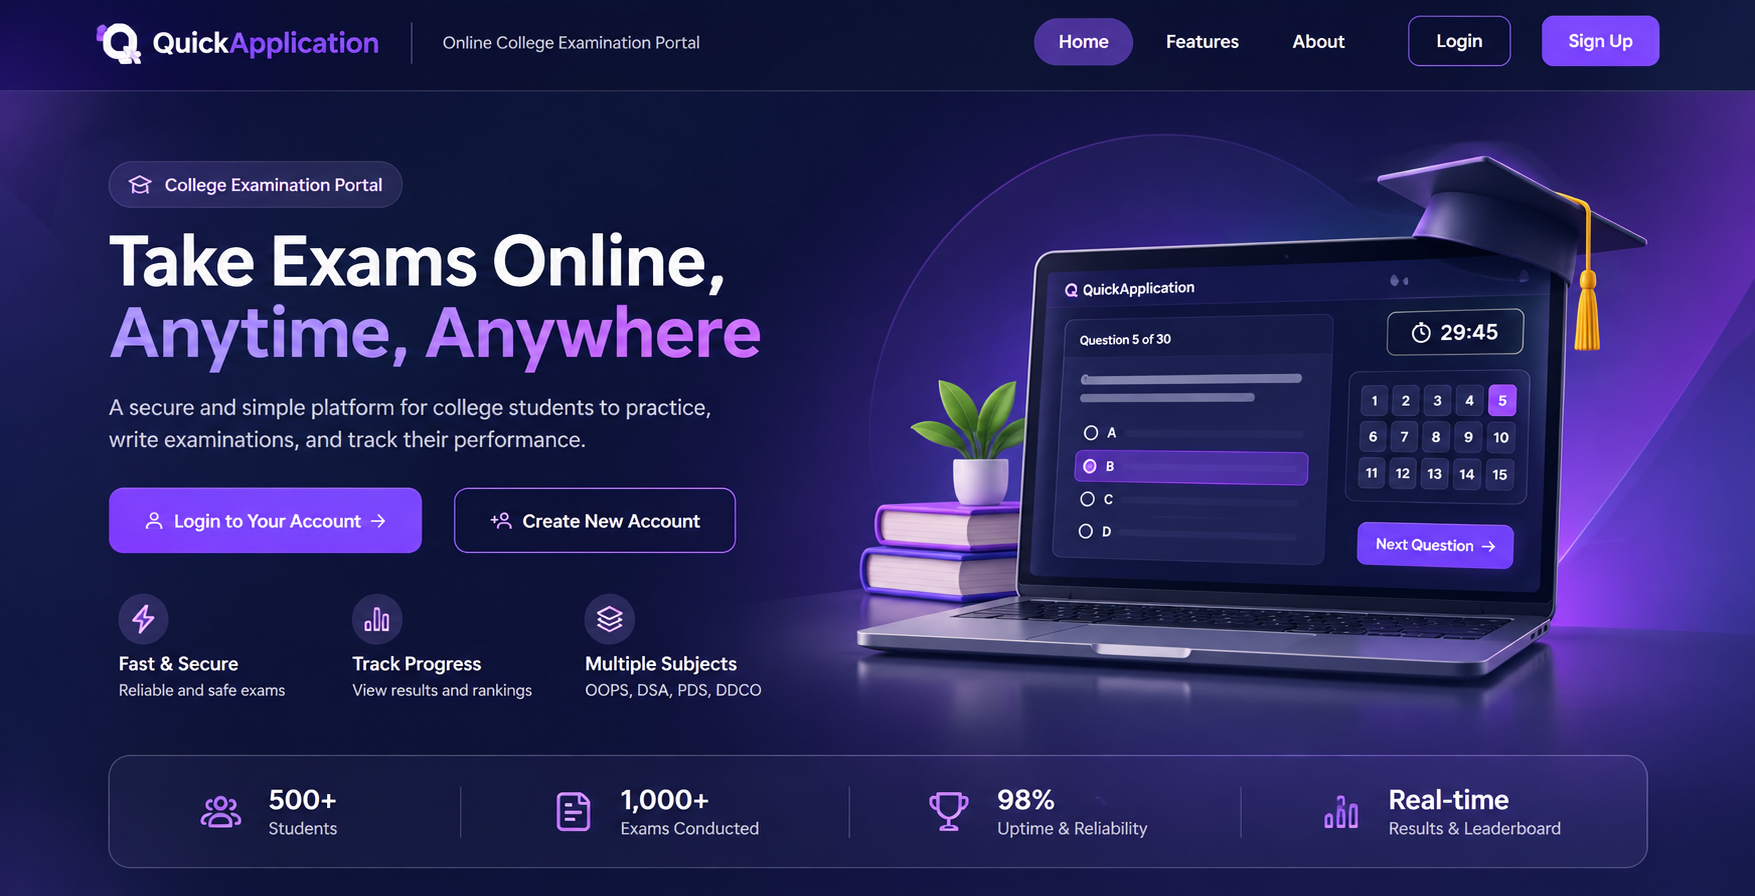 QuickApplication
Online College Examination Portal
Home
Features
About
Login
Sign Up
College Examination Portal
Take Exams Online,
Anytime, Anywhere
A secure and simple platform for college students to practice,
write examinations, and track their performance.
Login to Your Account →
Create New Account
Fast & Secure
Reliable and safe exams
Track Progress
View results and rankings
Multiple Subjects
OOPS, DSA, PDS, DDCO
QuickApplication
Question 5 of 30
A
B
C
D
29:45
1 2 3 4 5
6 7 8 9 10
11 12 13 14 15
Next Question →
500+
Students
1,000+
Exams Conducted
98%
Uptime & Reliability
Real-time
Results & Leaderboard